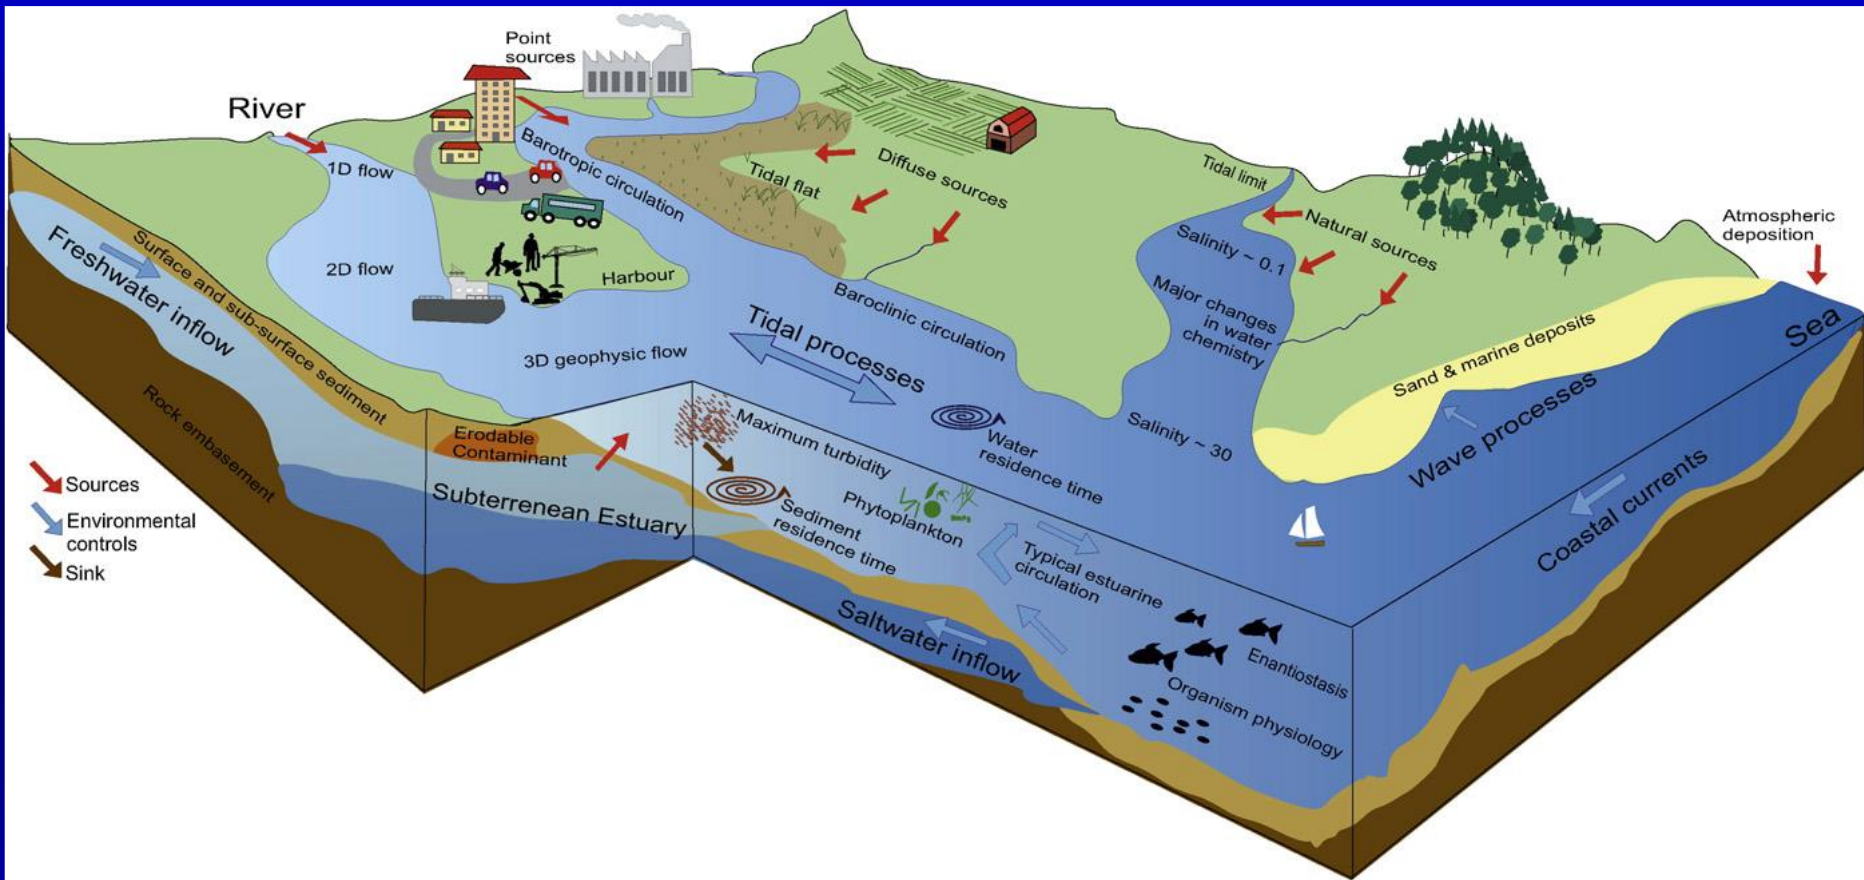 Point
sources
River
1D flow
Barotropic circulation
Tidal flat
Diffuse sources
Tidal limit
Natural sources
Atmospheric
deposition
Salinity ~ 0.1
Freshwater inflow
Surface and sub-surface sediment
2D flow
Harbour
Baroclinic circulation
Major changes
in water
chemistry
Sea
Tidal processes
3D geophysic flow
Sand & marine deposits
Rock embasement
Erodable
Contaminant
Maximum turbidity
Water
residence time
Salinity ~ 30
Wave processes
Coastal currents
Sources
Environmental
controls
Sink
Subterrenean Estuary
Sediment
residence time
Phytoplankton
Typical estuarine
circulation
Saltwater inflow
Enantiostasis
Organism physiology